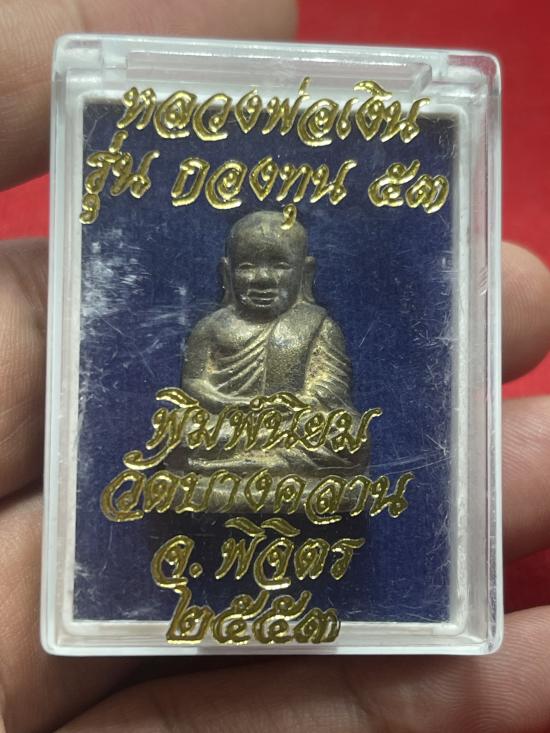 หลวงพ่อเงิน
รุ่น กองทุน ๕๓
พิมพ์นิยม
วัดบางคลาน
จ. พิจิตร
๒๕๕๓